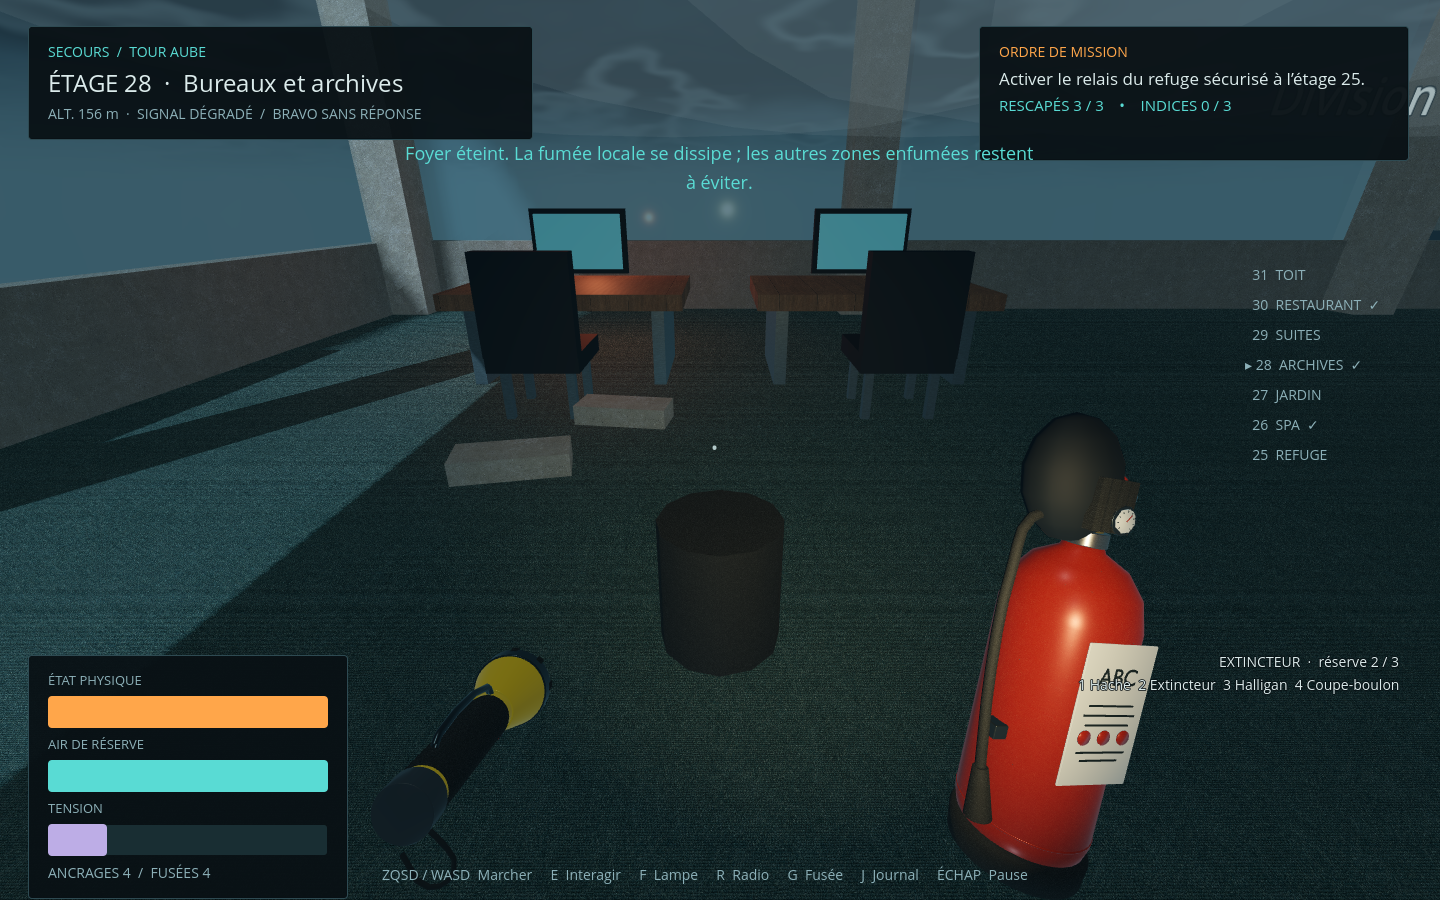 SECOURS / TOUR AUBE
ÉTAGE 28 · Bureaux et archives
ALT. 156 m · SIGNAL DÉGRADÉ / BRAVO SANS RÉPONSE
ORDRE DE MISSION
Activer le relais du refuge sécurisé à l’étage 25.
RESCAPÉS 3 / 3 • INDICES 0 / 3
Division
Foyer éteint. La fumée locale se dissipe ; les autres zones enfumées restent
à éviter.
31 TOIT
30 RESTAURANT ✓
29 SUITES
▸ 28 ARCHIVES ✓
27 JARDIN
26 SPA ✓
25 REFUGE
EXTINCTEUR · réserve 2 / 3
1 Hache 2 Extincteur 3 Halligan 4 Coupe-boulon
ABC
ÉTAT PHYSIQUE
AIR DE RÉSERVE
TENSION
ANCRAGES 4 / FUSÉES 4
ZQSD / WASD Marcher E Interagir F Lampe R Radio G Fusée J Journal ÉCHAP Pause